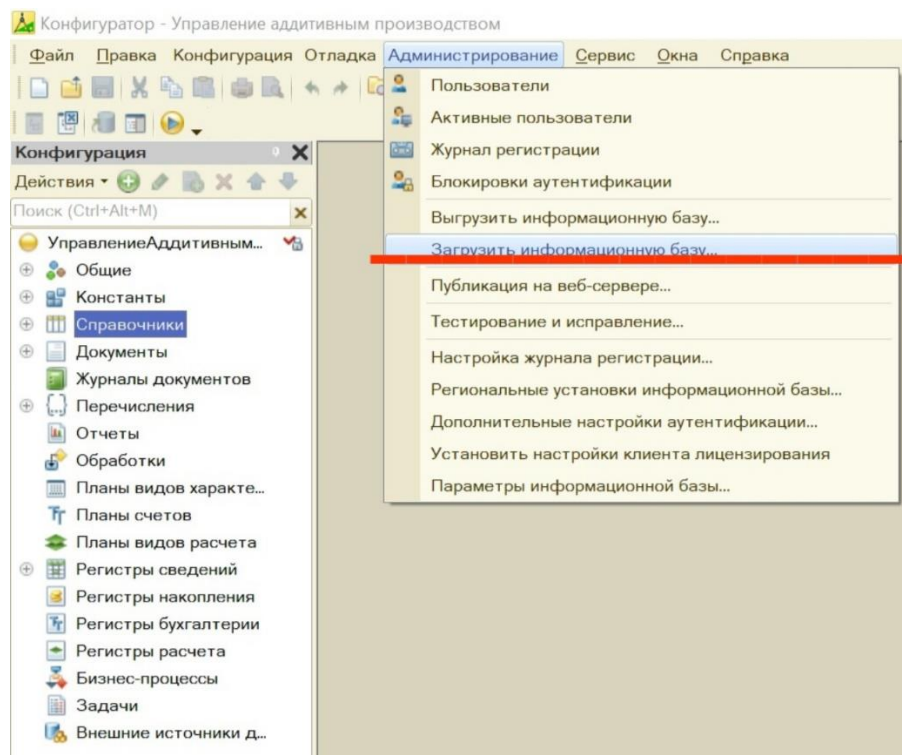 Конфигуратор - Управление аддитивным производством
Файл Правка Конфигурация Отладка Администрирование Сервис Окна Справка
Конфигурация
Действия
Поиск (Ctrl+Alt+M)
УправлениеАддитивным...
Общие
Константы
Справочники
Документы
Журналы документов
Перечисления
Отчеты
Обработки
Планы видов характе...
Планы счетов
Планы видов расчета
Регистры сведений
Регистры накопления
Регистры бухгалтерии
Регистры расчета
Бизнес-процессы
Задачи
Внешние источники д...
Пользователи
Активные пользователи
Журнал регистрации
Блокировки аутентификации
Выгрузить информационную базу...
Загрузить информационную базу...
Публикация на веб-сервере...
Тестирование и исправление...
Настройка журнала регистрации...
Региональные установки информационной базы...
Дополнительные настройки аутентификации...
Установить настройки клиента лицензирования
Параметры информационной базы...